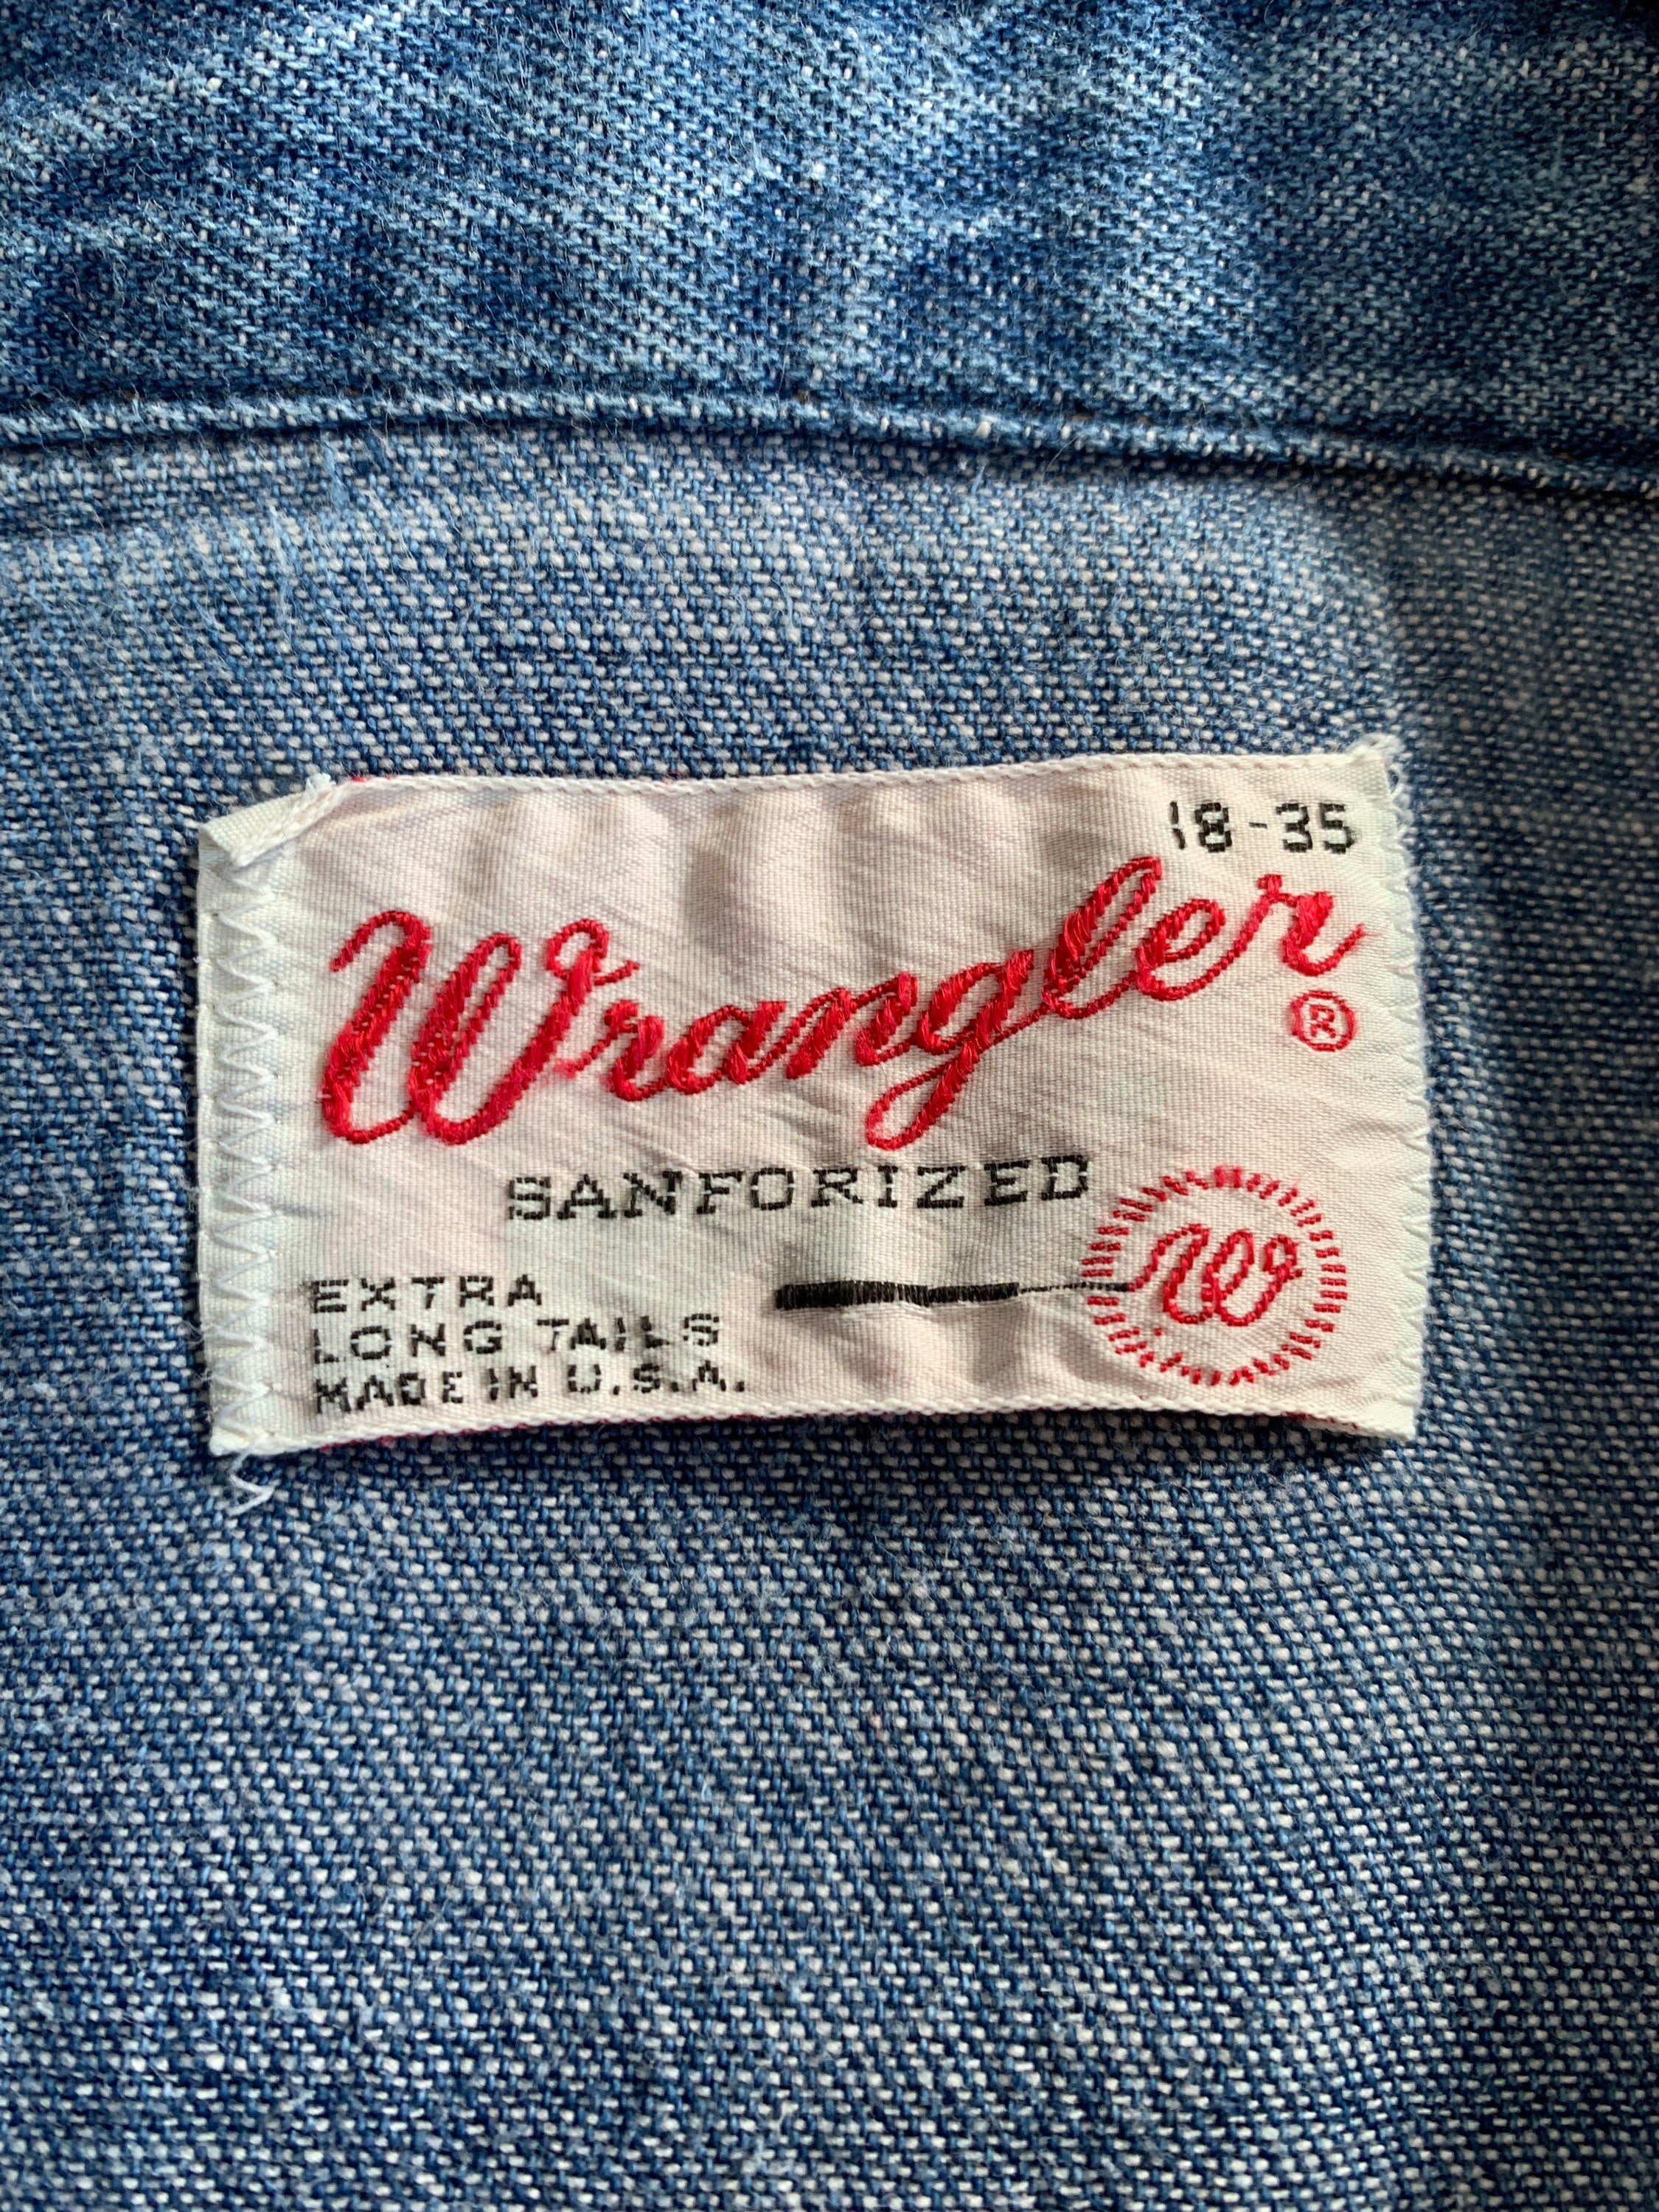 18-35
Wrangler
®
SANFORIZED
W
EXTRA
LONG TAILS
MADE IN U.S.A.